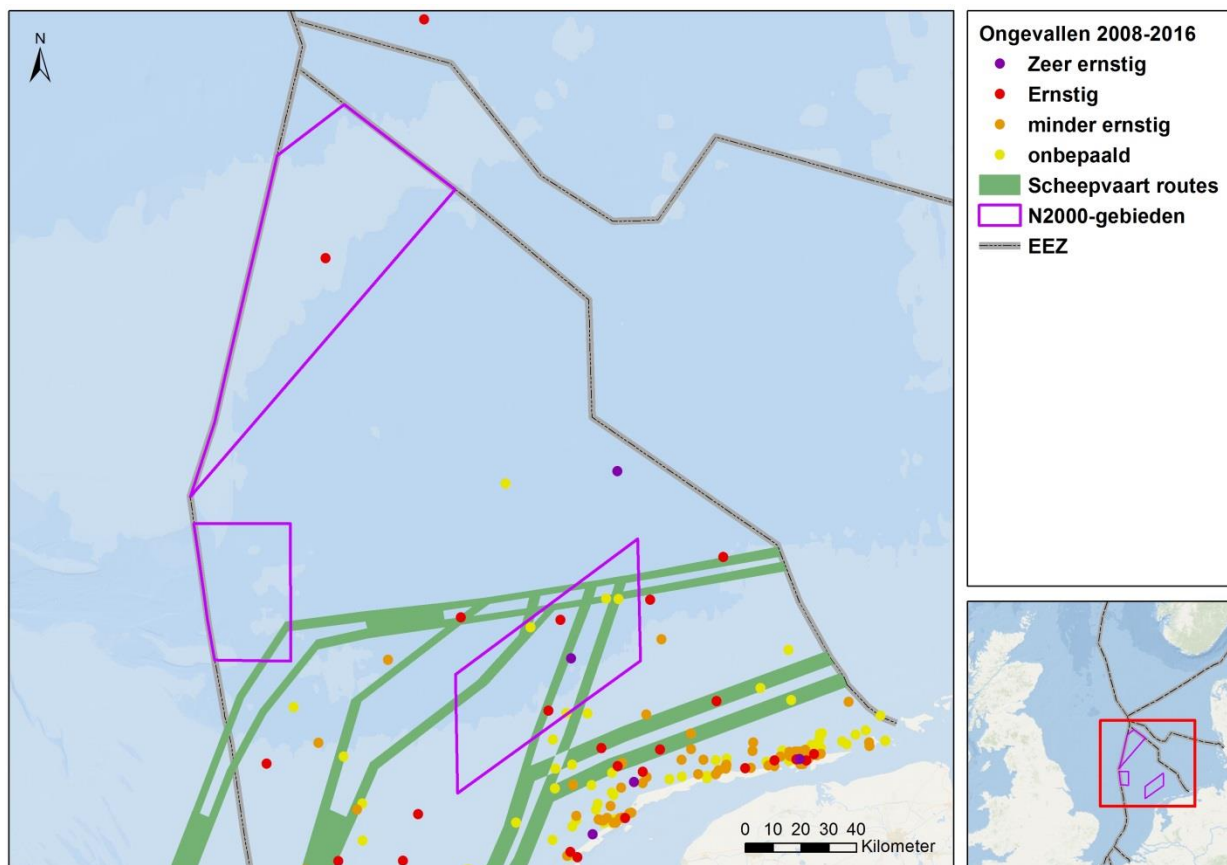 N
Ongevallen 2008-2016
Zeer ernstig
Ernstig
minder ernstig
onbepaald
Scheepvaart routes
N2000-gebieden
EEZ
0 10 20 30 40
Kilometer